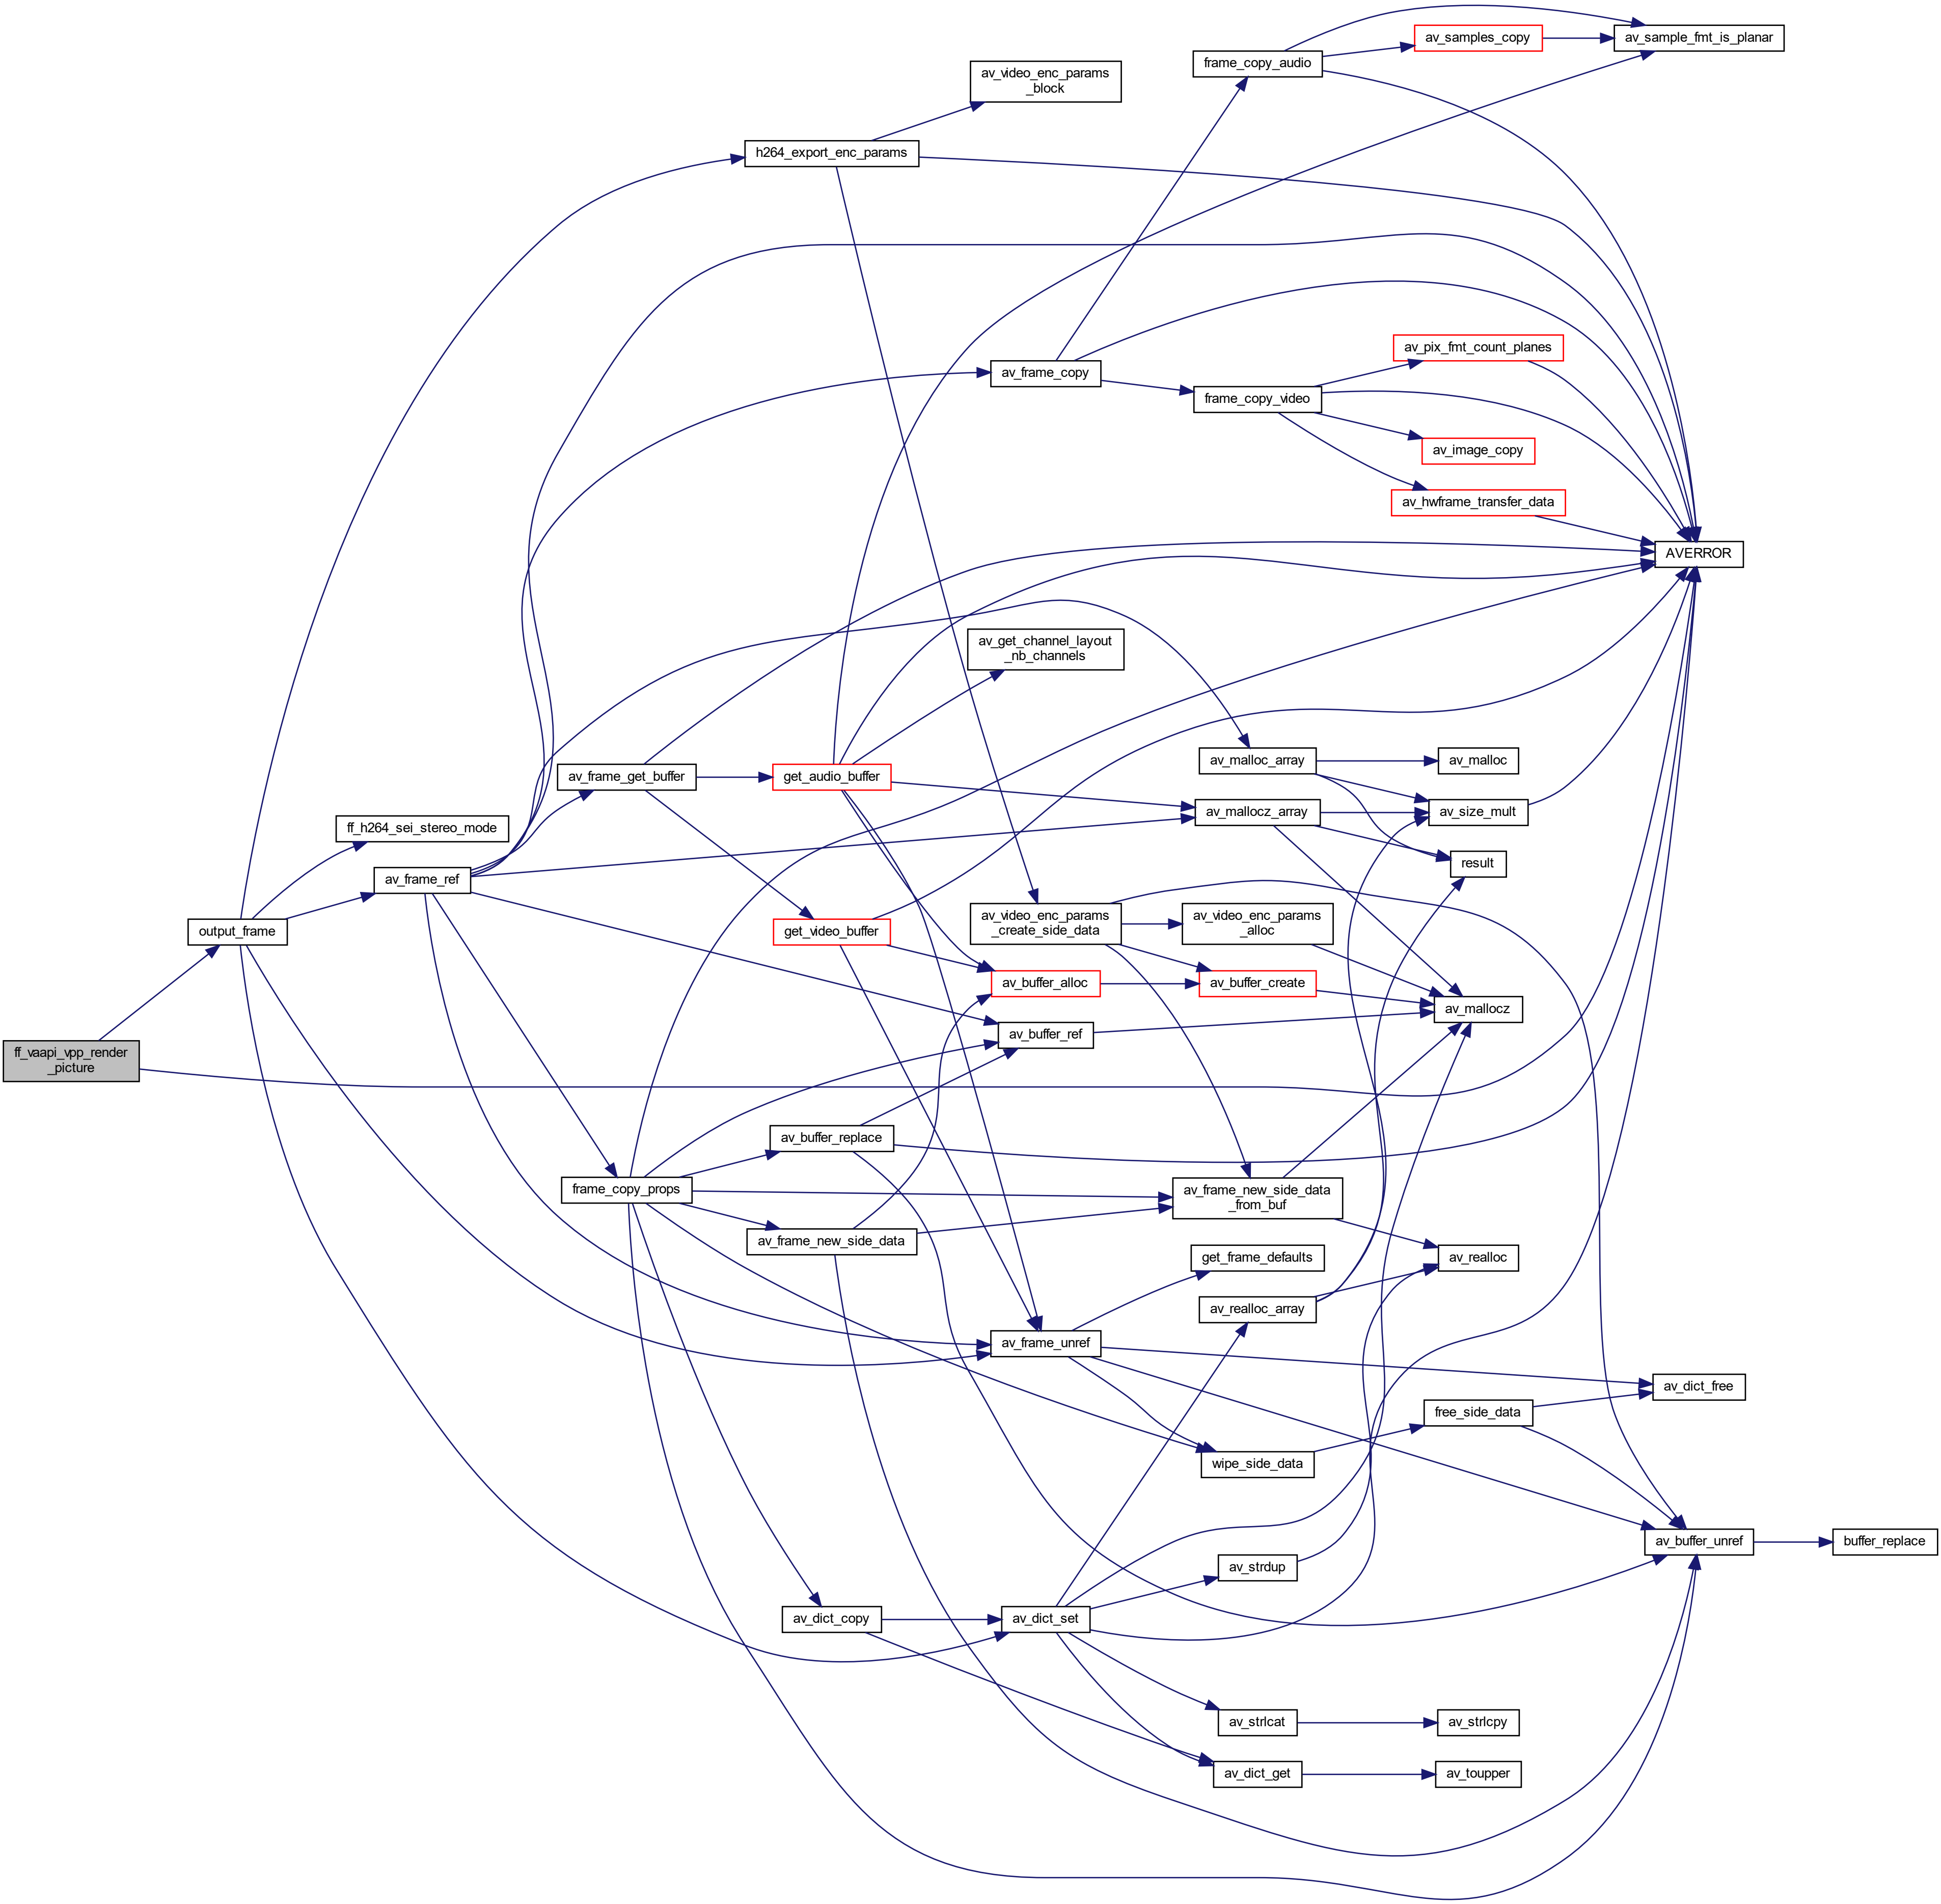 av_sample_fmt_is_planar
av_samples_copy
frame_copy_audio
av_video_enc_params
_block
h264_export_enc_params
av_pix_fmt_count_planes
av_frame_copy
frame_copy_video
av_image_copy
av_hwframe_transfer_data
AVERROR
av_get_channel_layout
_nb_channels
av_malloc_array
av_malloc
av_frame_get_buffer
get_audio_buffer
av_mallocz_array
av_size_mult
ff_h264_sei_stereo_mode
result
av_frame_ref
output_frame
get_video_buffer
av_video_enc_params
_create_side_data
av_video_enc_params
_alloc
av_buffer_alloc
av_buffer_create
av_mallocz
av_buffer_ref
ff_vaapi_vpp_render
_picture
av_buffer_replace
frame_copy_props
av_frame_new_side_data
_from_buf
av_frame_new_side_data
get_frame_defaults
av_realloc
av_realloc_array
av_frame_unref
av_dict_free
free_side_data
wipe_side_data
av_buffer_unref
buffer_replace
av_strdup
av_dict_copy
av_dict_set
av_strlcat
av_strlcpy
av_dict_get
av_toupper